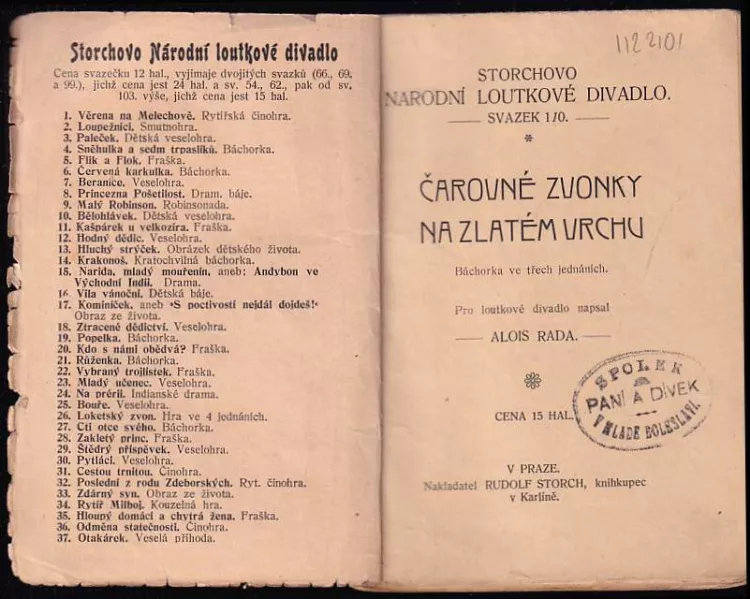 Storchovo Národní loutkové divadlo
Cena svazečku 12 hal., vyjímaje dvojitých svazků (66., 69.
a 99.), jichž cena jest 24 hal. a sv. 54., 62., pak od sv.
103. výše, jichž cena jest 15 hal.
1. Věrena na Melechově. Rytířská činohra.
2. Loupežníci. Smutnohra.
3. Paleček. Dětská veselohra.
4. Sněhulka a sedm trpaslíků. Báchorka.
5. Flik a Flok. Fraška.
6. Červená karkulka. Báchorka.
7. Beranice. Veselohra.
8. Princezna Pošetilost. Dram. báje.
9. Malý Robinson. Robinsonada.
10. Bělohlávek. Dětská veselohra.
11. Kašpárek u velkozíra. Fraška.
12. Hodný dědic. Veselohra.
13. Hluchý strýček. Obrázek dětského života.
14. Krakonoš. Kratochvilná báchorka.
15. Narida, mladý mouřenín, aneb: Andybon ve
Východní Indii. Drama.
16. Vila vánoční. Dětská báje.
17. Kominíček, aneb »S poctivostí nejdál dojdeš!«
Obraz ze života.
18. Ztracené dědictví. Veselohra.
19. Popelka. Báchorka.
20. Kdo s námi obědvá? Fraška.
21. Růženka. Báchorka.
22. Vybraný trojlístek. Fraška.
23. Mladý učenec. Veselohra.
24. Na prérii. Indianské drama.
25. Bouře. Veselohra.
26. Loketský zvon. Hra ve 4 jednáních.
27. Cti otce svého. Báchorka.
28. Zakletý princ. Fraška.
29. Štědrý příspěvek. Veselohra.
30. Pytláci. Veselohra.
31. Cestou trnitou. Činohra.
32. Poslední z rodu Zdeborských. Ryt. činohra.
33. Zdárný syn. Obraz ze života.
34. Rytíř Milboj. Kouzelná hra.
35. Hloupý domácí a chytrá žena. Fraška.
36. Odměna statečnosti. Činohra.
37. Otakárek. Veselá příhoda.
1122101
STORCHOVO
NARODNÍ LOUTKOVÉ DIVADLO.
SVAZEK 110.
ČAROVNÉ ZVONKY
NA ZLATÉM VRCHU
Báchorka ve třech jednáních.
Pro loutkové divadlo napsal
ALOIS RADA.
CENA 15 HAL.
SPOLEK
PANÍ A DÍVEK
V MLADÉ BOLESLAVI.
V PRAZE.
Nakladatel RUDOLF STORCH, knihkupec
v Karlíně.